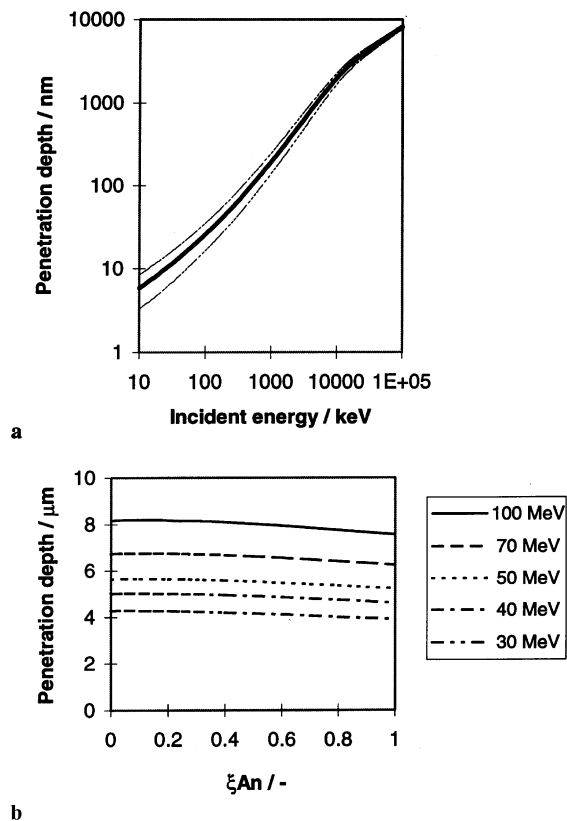 10000
1000
100
10
1
Penetration depth / nm
10 100 1000 10000 1E+05
Incident energy / keV
a
10
8
6
4
2
0
Penetration depth / μm
0 0.2 0.4 0.6 0.8 1
ξAn / -
100 MeV
70 MeV
50 MeV
40 MeV
30 MeV
b